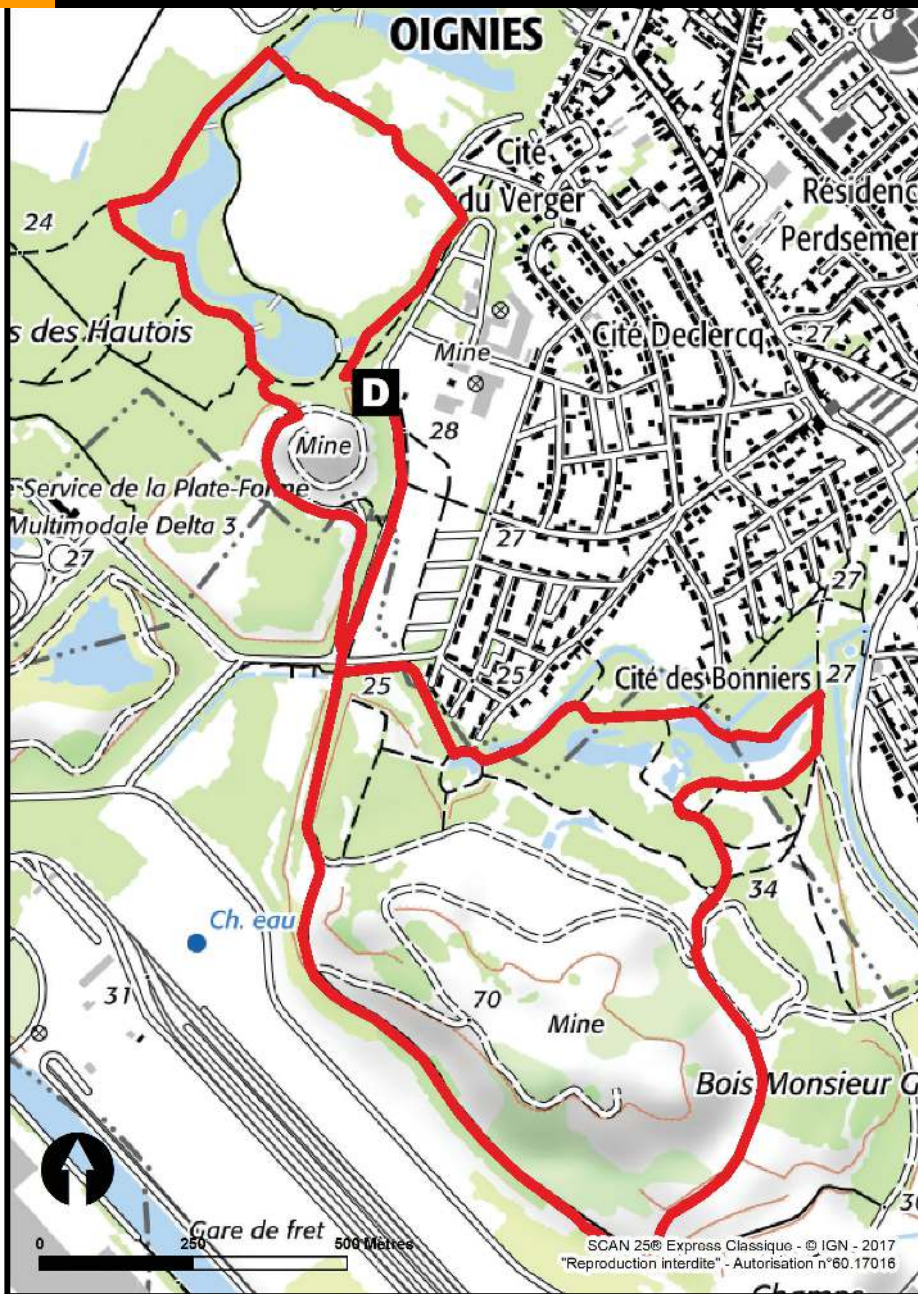 28
OIGNIES
Cité
du Verger
Résidenc
Perdsemer
24
s des Hautois
Mine
Cité Declercq
27
D
28
Mine
Service de la Plate-Forme
Multimodale Delta 3
27
27
27
25
25
Cité des Bonniers
27
34
Ch. eau
31
70
Mine
Bois Monsieur C
30
Gare de fret
0
250
500 Mètres
SCAN 25® Express Classique - © IGN - 2017
"Reproduction interdite" - Autorisation n°60.17016
Champs